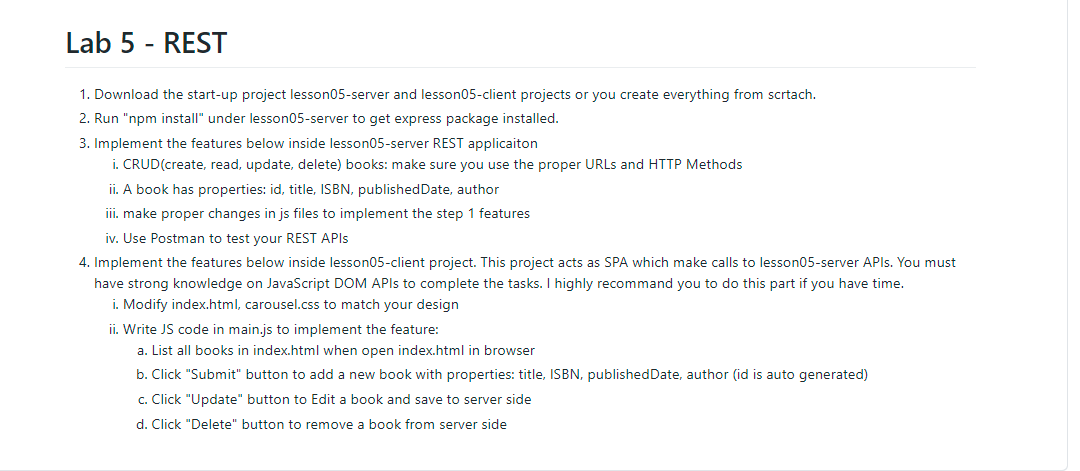 Lab 5 - REST
1. Download the start-up project lesson05-server and lesson05-client projects or you create everything from scrtach.
2. Run "npm install" under lesson05-server to get express package installed.
3. Implement the features below inside lesson05-server REST applicaiton
i. CRUD(create, read, update, delete) books: make sure you use the proper URLs and HTTP Methods
ii. A book has properties: id, title, ISBN, publishedDate, author
iii. make proper changes in js files to implement the step 1 features
iv. Use Postman to test your REST APIs
4. Implement the features below inside lesson05-client project. This project acts as SPA which make calls to lesson05-server APIs. You must
have strong knowledge on JavaScript DOM APIs to complete the tasks. I highly recommand you to do this part if you have time.
i. Modify index.html, carousel.css to match your design
ii. Write JS code in main.js to implement the feature:
a. List all books in index.html when open index.html in browser
b. Click "Submit" button to add a new book with properties: title, ISBN, publishedDate, author (id is auto generated)
c. Click "Update" button to Edit a book and save to server side
d. Click "Delete" button to remove a book from server side